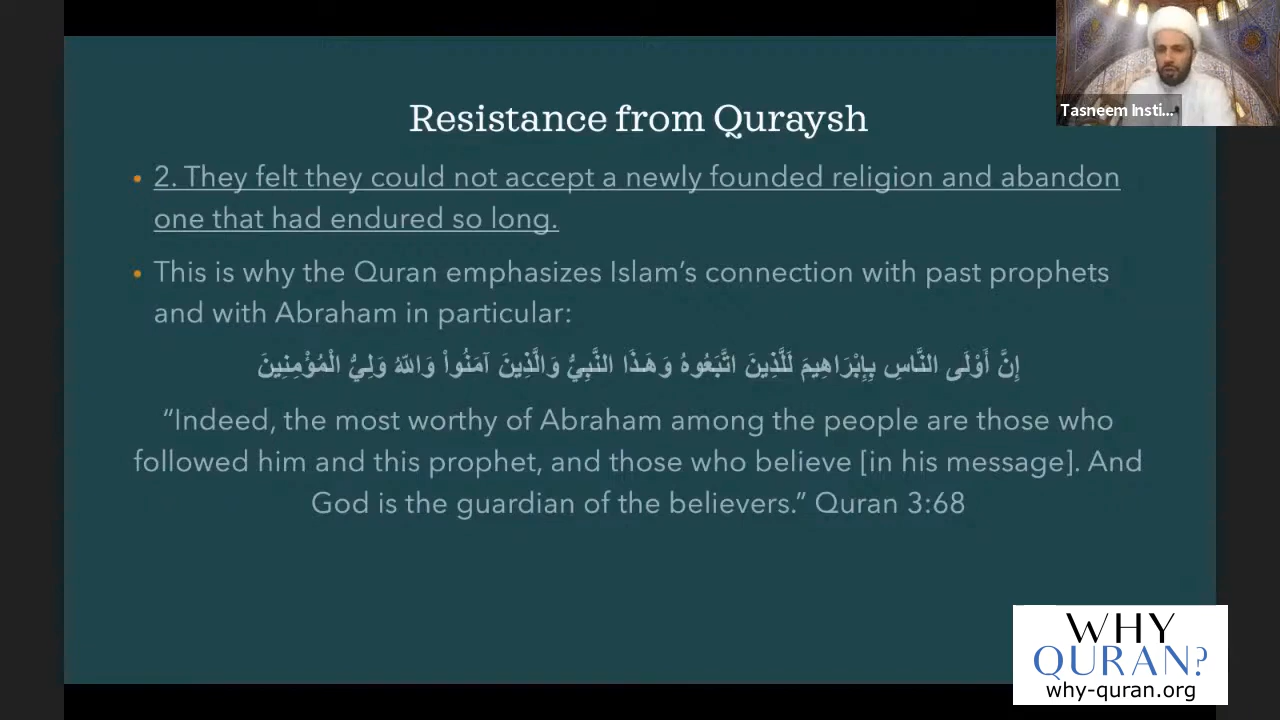 Resistance from Quraysh
Tasneem Insti...
• 2. They felt they could not accept a newly founded religion and abandon
one that had endured so long.
• This is why the Quran emphasizes Islam’s connection with past prophets
and with Abraham in particular:
إِنَّ أَوْلَى النَّاسِ بِإِبْرَاهِيمَ لَلَّذِينَ اتَّبَعُوهُ وَهَـذَا النَّبِيُّ وَالَّذِينَ آمَنُواْ وَاللّهُ وَلِيُّ الْمُؤْمِنِينَ
“Indeed, the most worthy of Abraham among the people are those who
followed him and this prophet, and those who believe [in his message]. And
God is the guardian of the believers.” Quran 3:68
WHY
QURAN?
why-quran.org